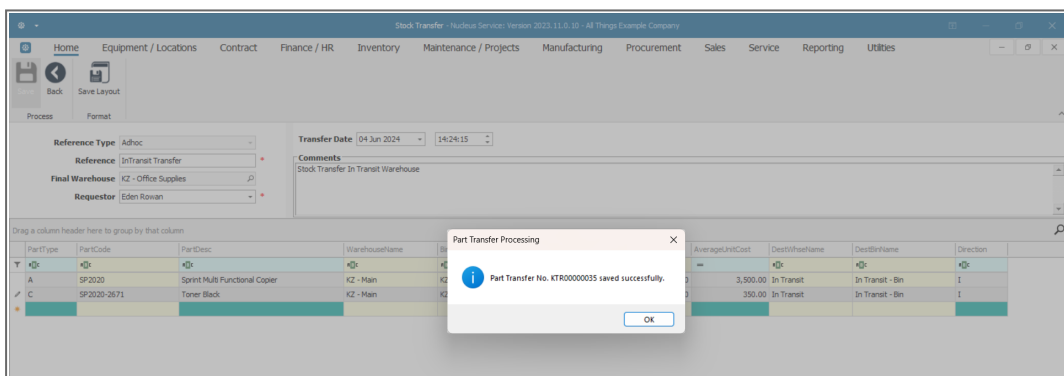 Stock Transfer - Nucleus Service: Version 2023.11.0.10 - All Things Example Company
Home Equipment / Locations Contract Finance / HR Inventory Maintenance / Projects Manufacturing Procurement Sales Service Reporting Utilities
Save Back Save Layout
Process Format
Reference Type Adhoc
Transfer Date 04 Jun 2024 14:24:15
Reference InTransit Transfer *
Comments
Stock Transfer In Transit Warehouse
Final Warehouse KZ - Office Supplies
Requestor Eden Rowan *
Drag a column header here to group by that column
PartType PartCode PartDesc WarehouseName AverageUnitCost DestWhseName DestBinName Direction
A SP2020 Sprint Multi Functional Copier KZ - Main 3,500.00 In Transit In Transit - Bin I
C SP2020-2671 Toner Black KZ - Main 350.00 In Transit In Transit - Bin I
Part Transfer Processing
Part Transfer No. KTR00000035 saved successfully.
OK